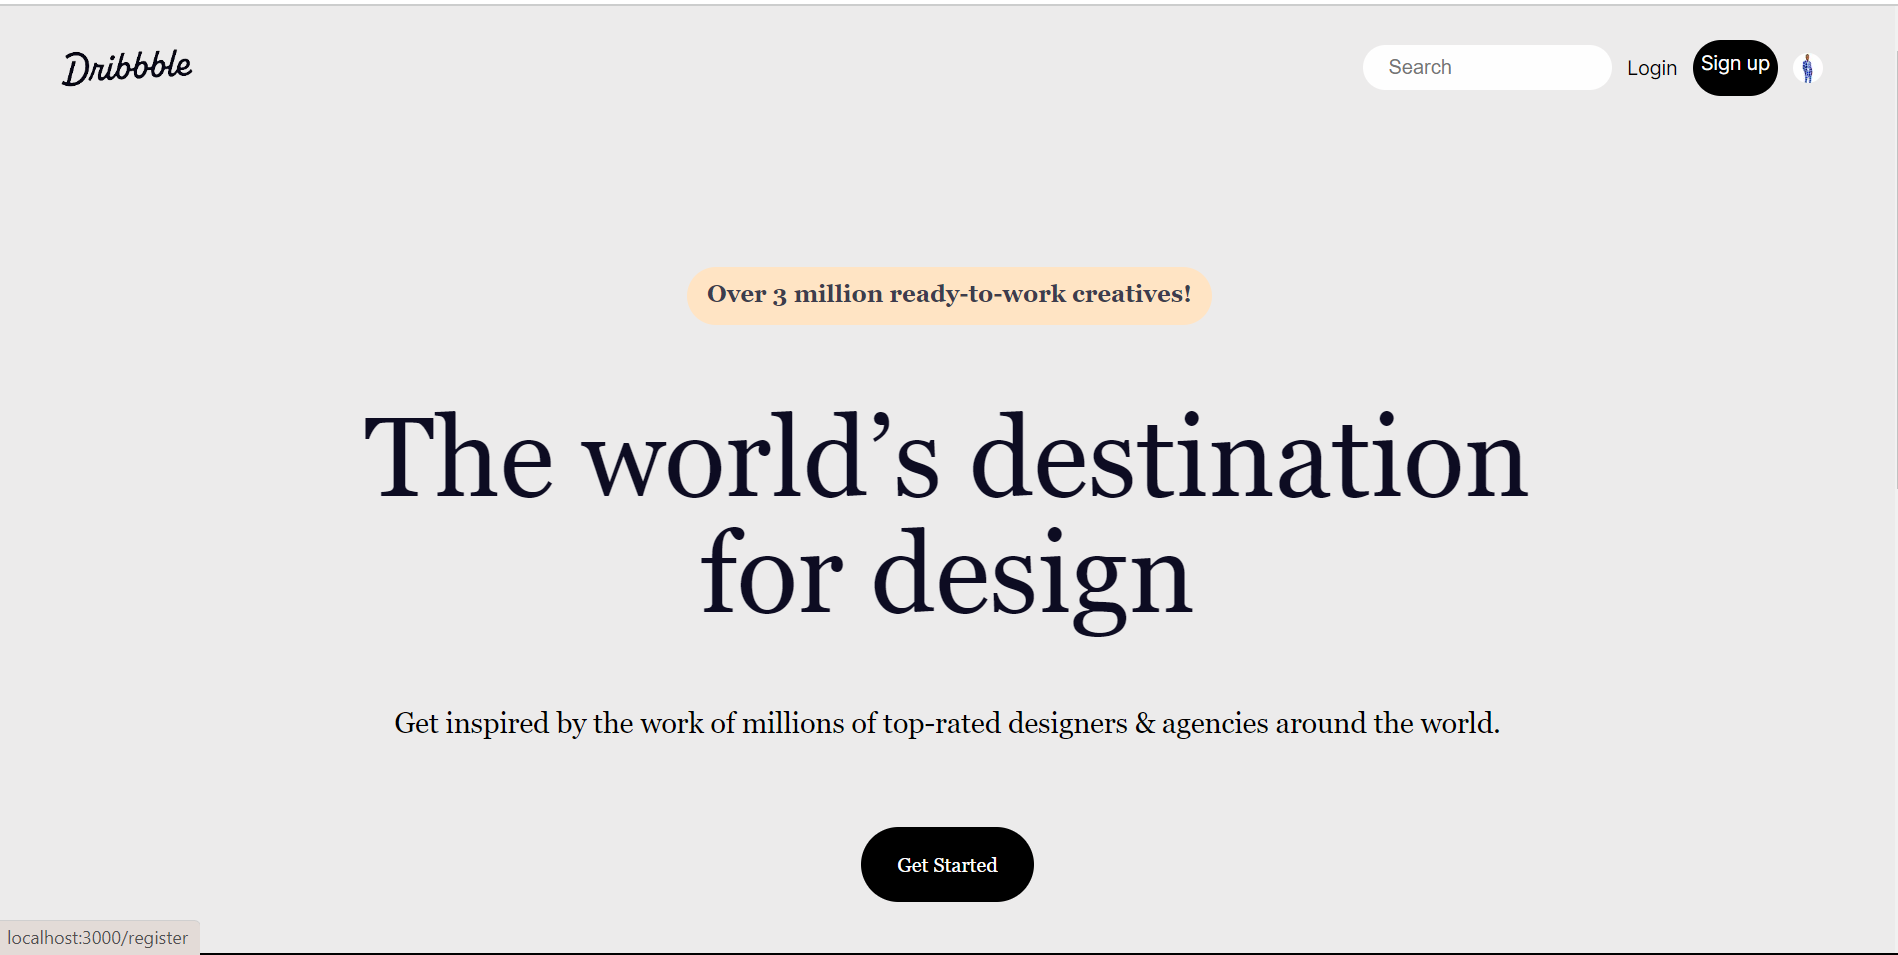 Dribbble
Search
Login
Sign up
Over 3 million ready-to-work creatives!
The world’s destination
for design
Get inspired by the work of millions of top-rated designers & agencies around the world.
Get Started
localhost:3000/register